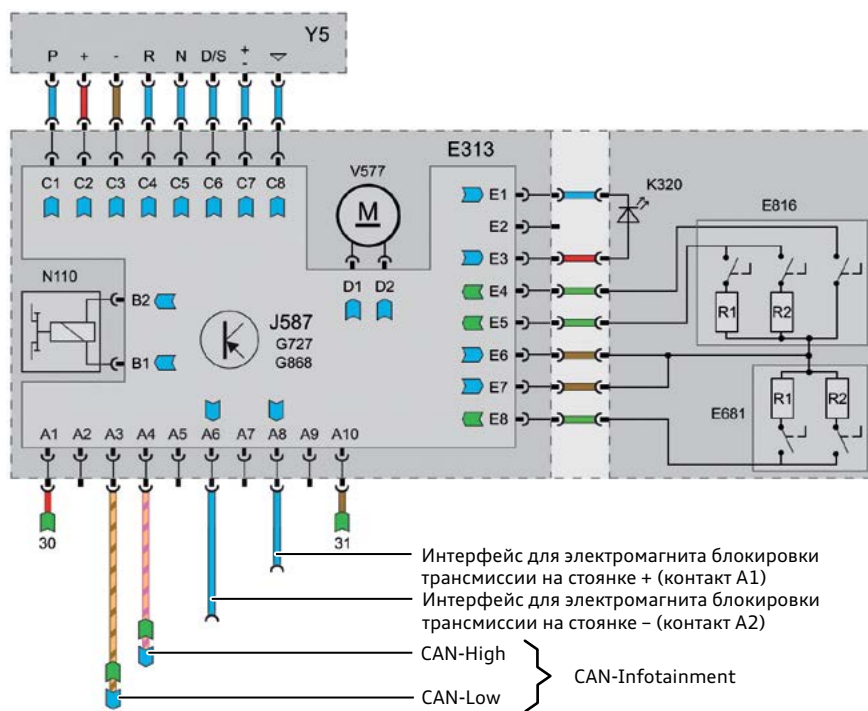 Y5
P + - R N D/S + - 
E313
C1 C2 C3 C4 C5 C6 C7 C8
V577
M
D1 D2
N110
B2
B1
J587
G727
G868
E1
E2
E3
E4
E5
E6
E7
E8
K320
E816
R1 R2
E681
R1 R2
A1 A2 A3 A4 A5 A6 A7 A8 A9 A10
30
31
Интерфейс для электромагнита блокировки
трансмиссии на стоянке + (контакт A1)
Интерфейс для электромагнита блокировки
трансмиссии на стоянке – (контакт A2)
CAN-High
CAN-Low
CAN-Infotainment